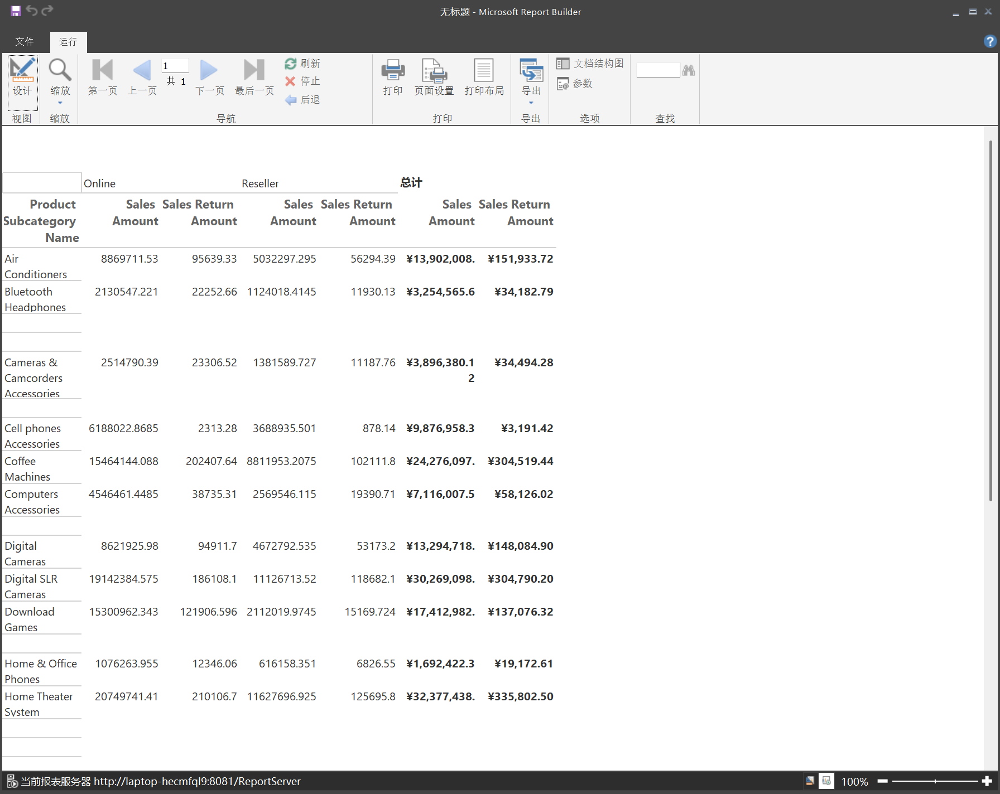 无标题 - Microsoft Report Builder
文件 运行
设计 缩放 第一页 上一页 1 共 1 下一页 最后一页 刷新 停止 后退 打印 页面设置 打印布局 导出 文档结构图 参数
视图 缩放 导航 打印 导出 选项 查找
Online Reseller 总计
Product Subcategory Name Sales Amount Sales Return Amount Sales Amount Sales Return Amount Sales Amount Sales Return Amount
Air Conditioners 8869711.53 95639.33 5032297.295 56294.39 ¥13,902,008. ¥151,933.72
Bluetooth Headphones 2130547.221 22252.66 1124018.4145 11930.13 ¥3,254,565.6 ¥34,182.79
Cameras & Camcorders Accessories 2514790.39 23306.52 1381589.727 11187.76 ¥3,896,380.12 ¥34,494.28
Cell phones Accessories 6188022.8685 2313.28 3688935.501 878.14 ¥9,876,958.3 ¥3,191.42
Coffee Machines 15464144.088 202407.64 8811953.2075 102111.8 ¥24,276,097. ¥304,519.44
Computers Accessories 4546461.4485 38735.31 2569546.115 19390.71 ¥7,116,007.5 ¥58,126.02
Digital Cameras 8621925.98 94911.7 4672792.535 53173.2 ¥13,294,718. ¥148,084.90
Digital SLR Cameras 19142384.575 186108.1 11126713.52 118682.1 ¥30,269,098. ¥304,790.20
Download Games 15300962.343 121906.596 2112019.9745 15169.724 ¥17,412,982. ¥137,076.32
Home & Office Phones 1076263.955 12346.06 616158.351 6826.55 ¥1,692,422.3 ¥19,172.61
Home Theater System 20749741.41 210106.7 11627696.925 125695.8 ¥32,377,438. ¥335,802.50
当前报表服务器 http://laptop-hecmfql9:8081/ReportServer 100%